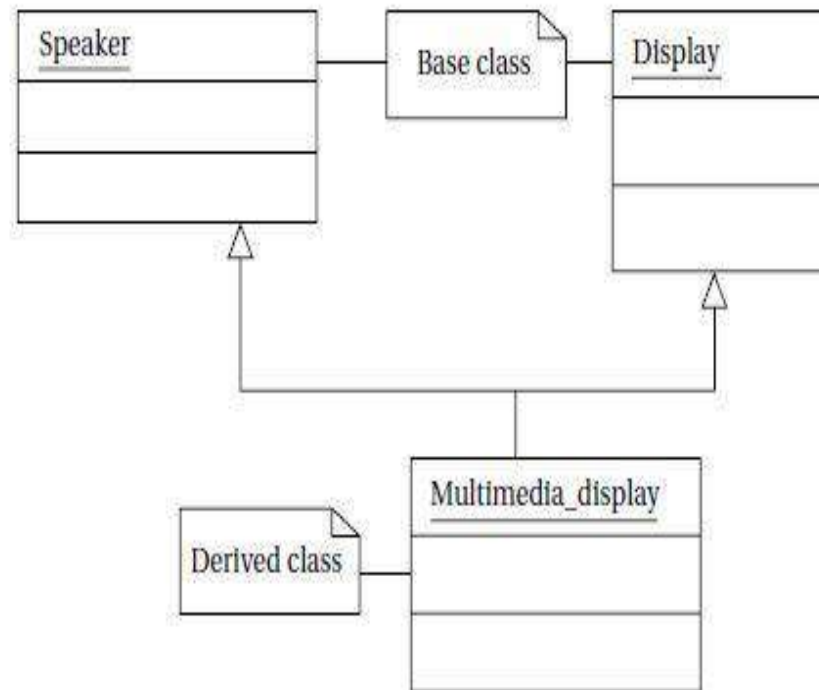 Speaker
Base class
Display
Multimedia_display
Derived class